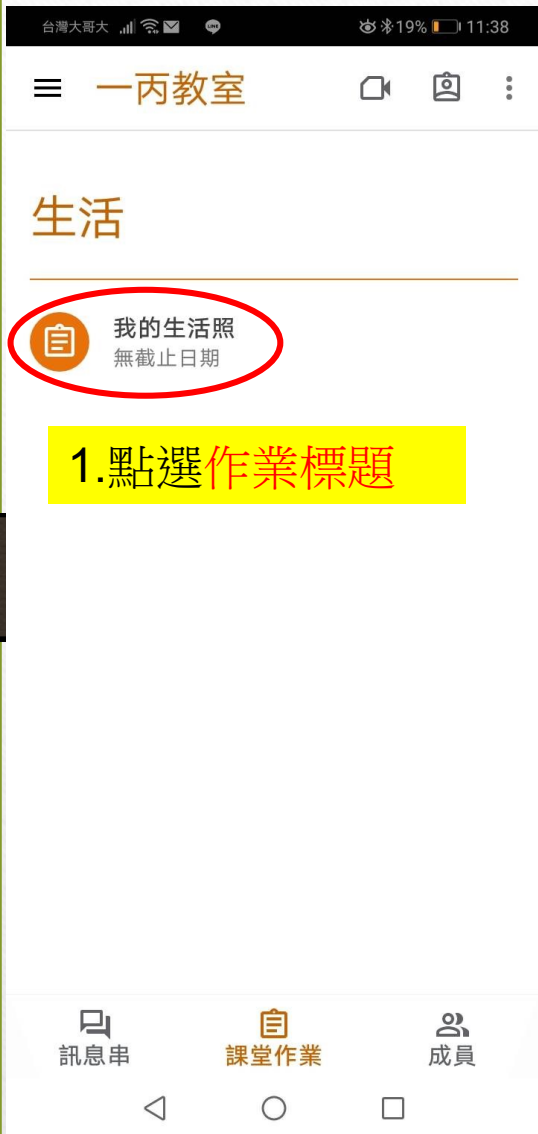 台灣大哥大 19% 11:38
一丙教室
生活
我的生活照
無截止日期
1.點選作業標題
訊息串 課堂作業 成員